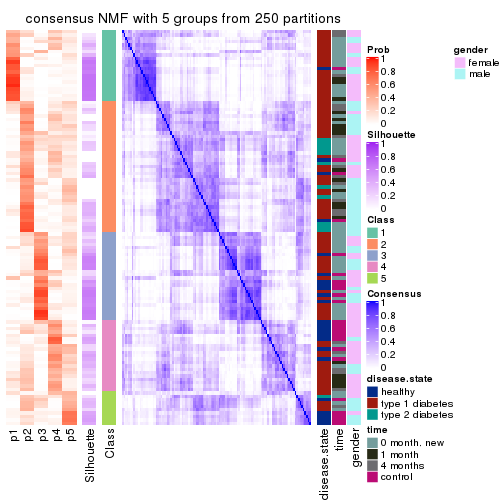 consensus NMF with 5 groups from 250 partitions
Prob
1
0.8
0.6
0.4
0.2
0
gender
female
male
Silhouette
1
0.8
0.6
0.4
0.2
0
Class
1
2
3
4
5
Consensus
1
0.8
0.6
0.4
0.2
0
disease.state
healthy
type 1 diabetes
type 2 diabetes
time
0 month. new
1 month
4 months
control
p1
p2
p3
p4
p5
Silhouette
Class
disease.state
time
gender